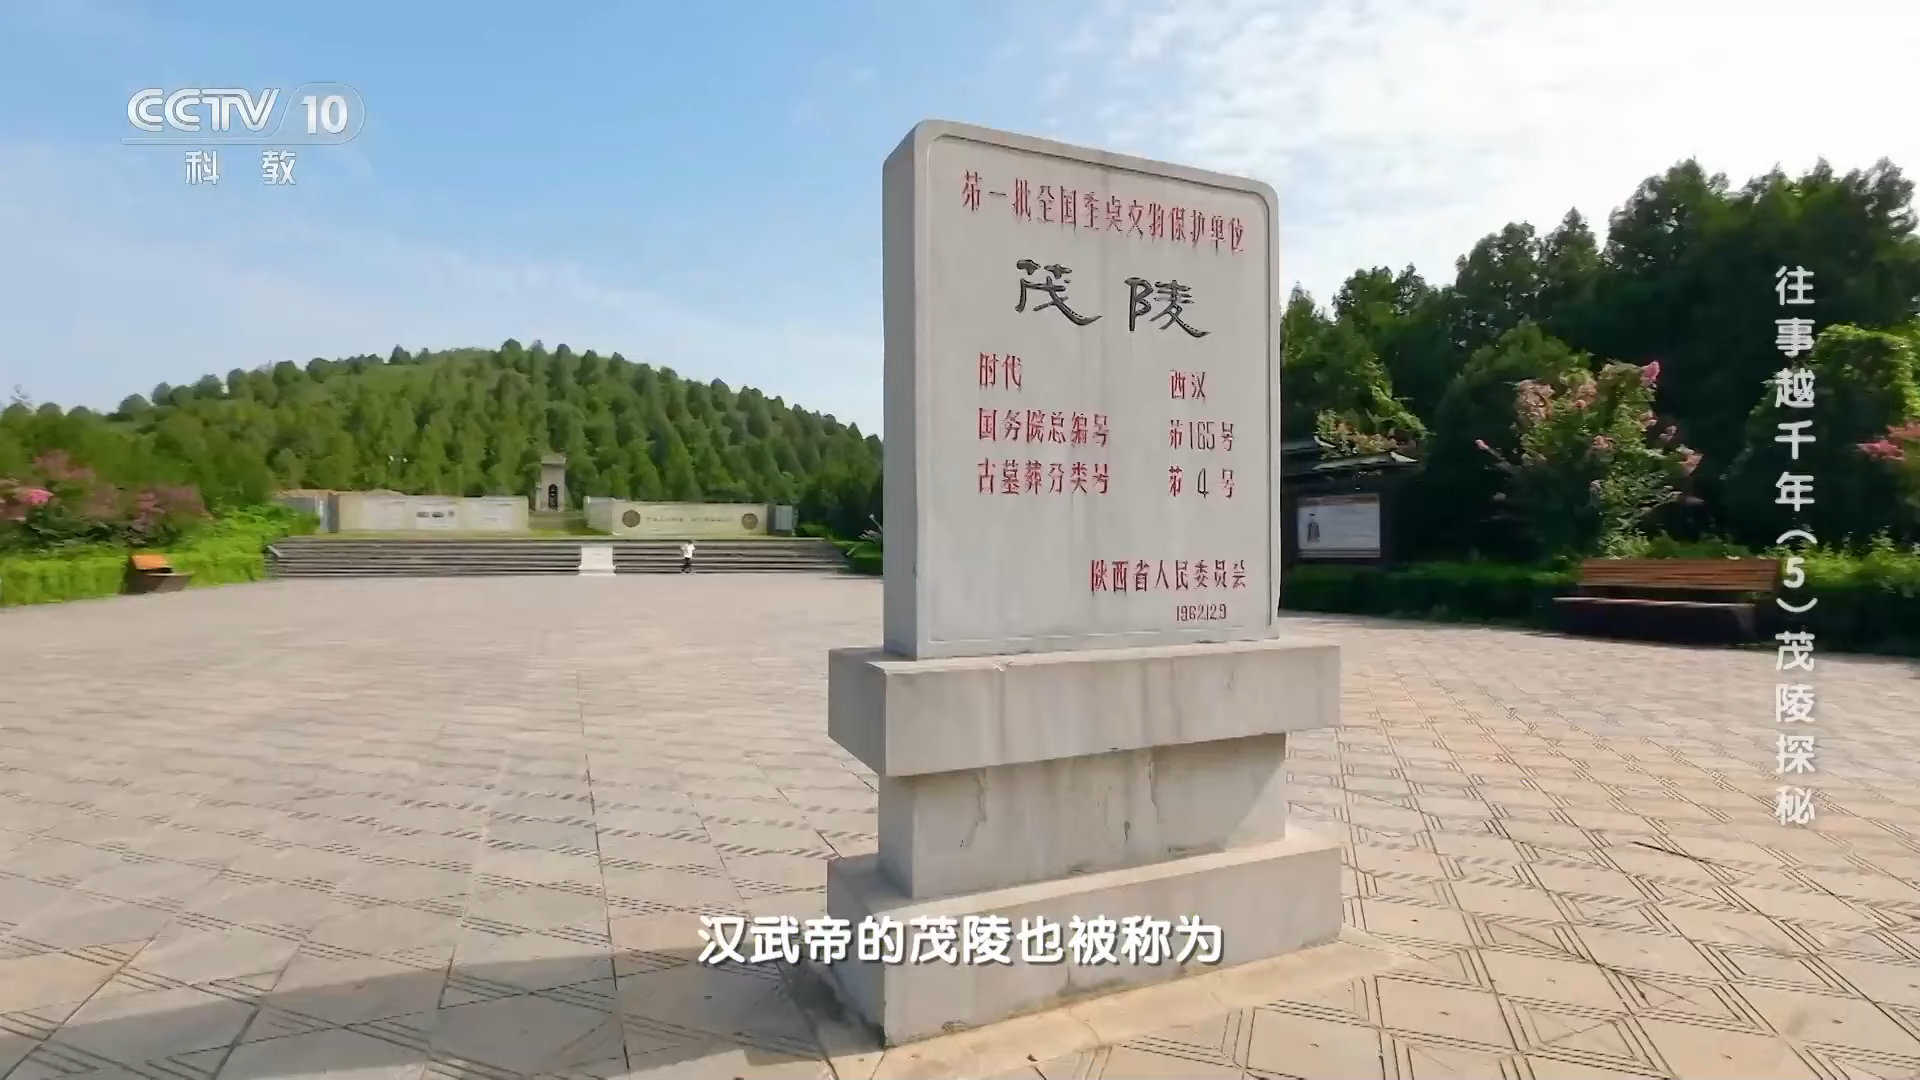 CCTV 10
科 教
第一批全国重点文物保护单位
茂 陵
时代 西汉
国务院总编号 第165号
古墓葬分类号 第4号
陕西省人民委员会
1962.12.9
往事越千年（5）茂陵探秘
汉武帝的茂陵也被称为